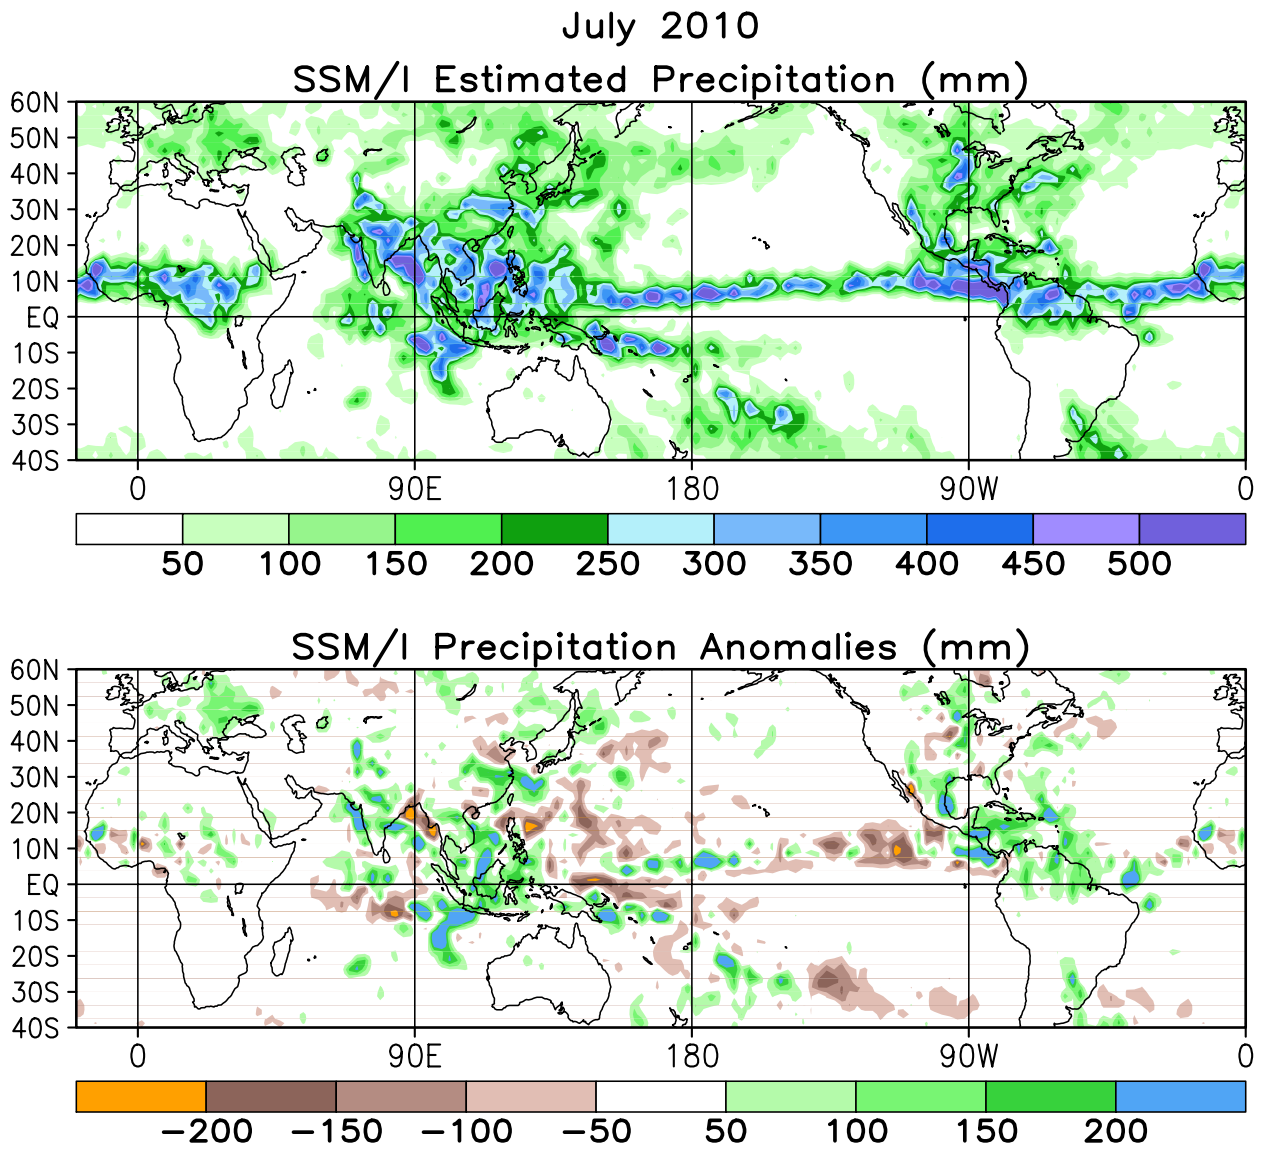 July 2010
SSM/I Estimated Precipitation (mm)
60N
50N
40N
30N
20N
10N
EQ
10S
20S
30S
40S
0 90E 180 90W 0
50 100 150 200 250 300 350 400 450 500
SSM/I Precipitation Anomalies (mm)
60N
50N
40N
30N
20N
10N
EQ
10S
20S
30S
40S
0 90E 180 90W 0
−200 −150 −100 −50 50 100 150 200